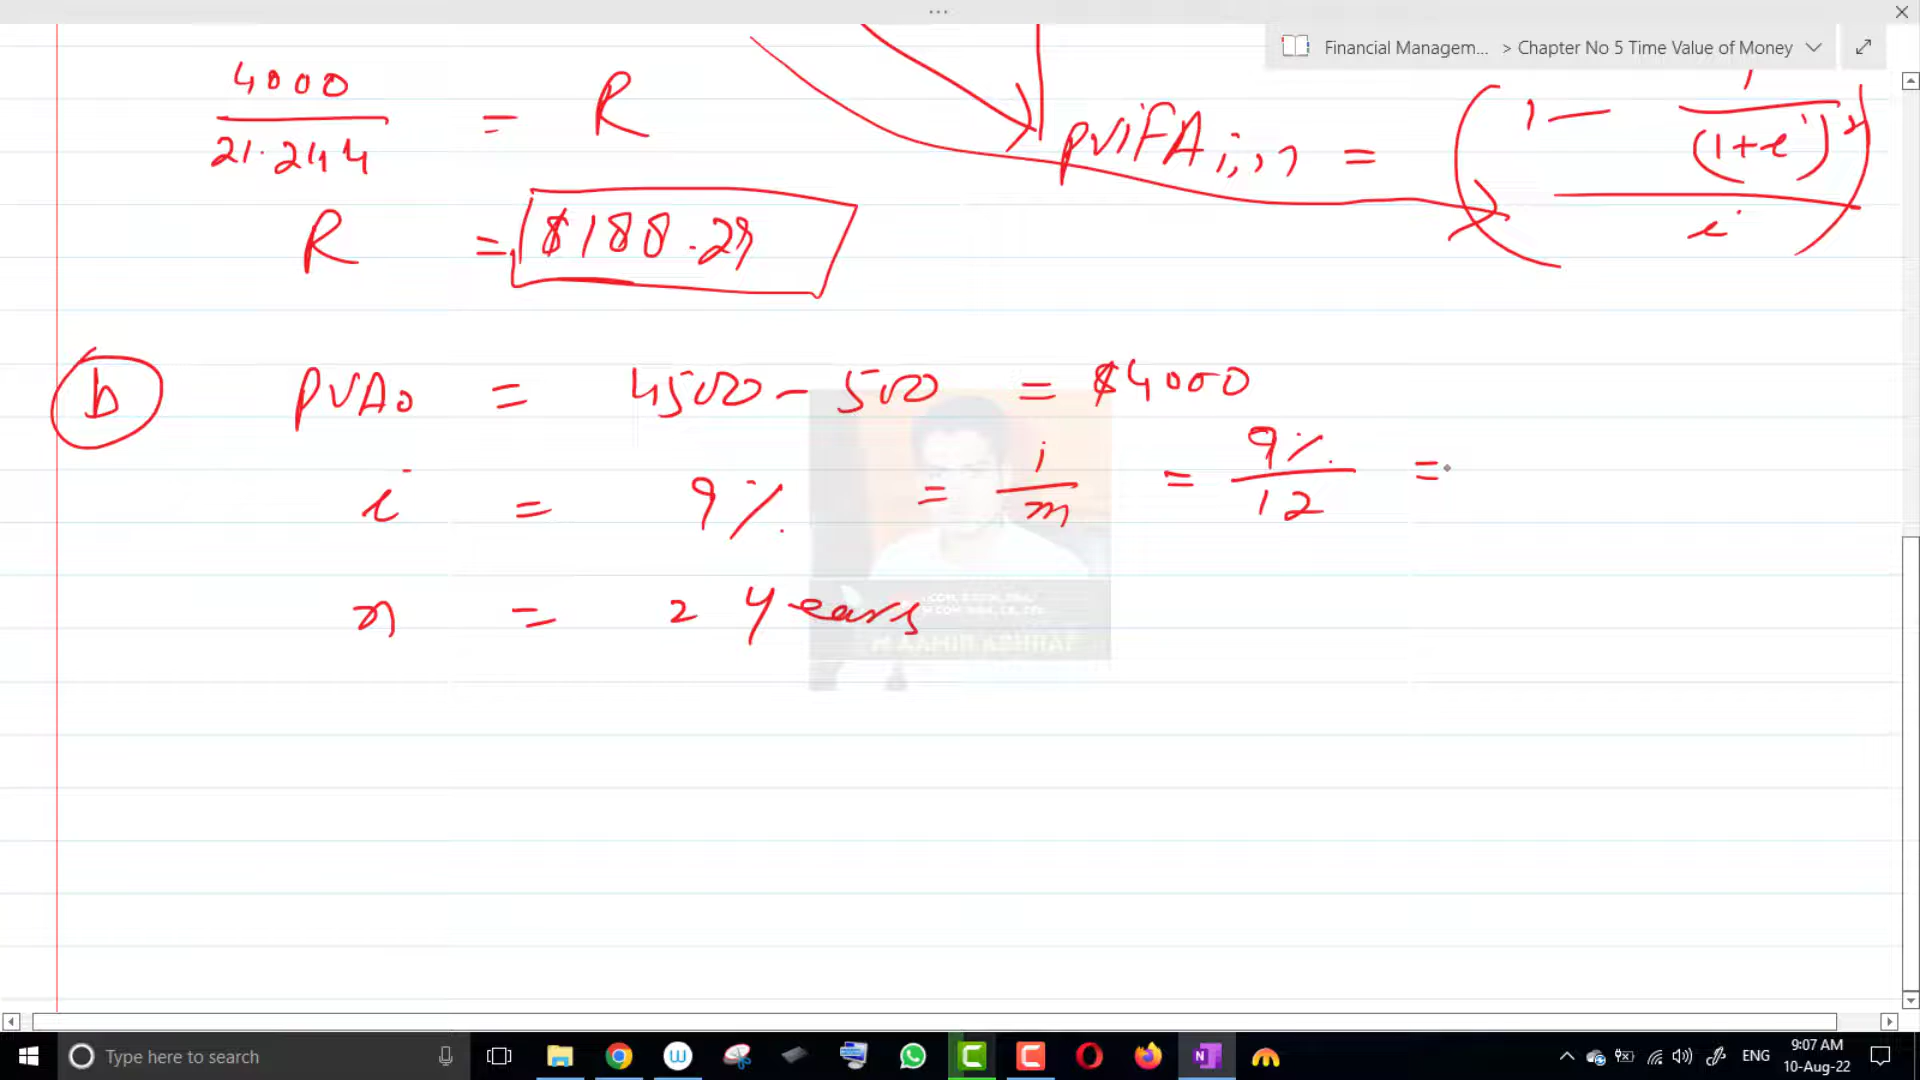 Financial Managem... > Chapter No 5 Time Value of Money
4000
21.244 = R
R = $188.29
PVIFA i,n = ( 1 - 1
(1+i)^n
i )
b PVA0 = 4500 - 500 = $4000
i = 9% = i/m = 9%/12 =
n = 2 years
M AAMIR ASHRAF
Type here to search
ENG
9:07 AM
10-Aug-22